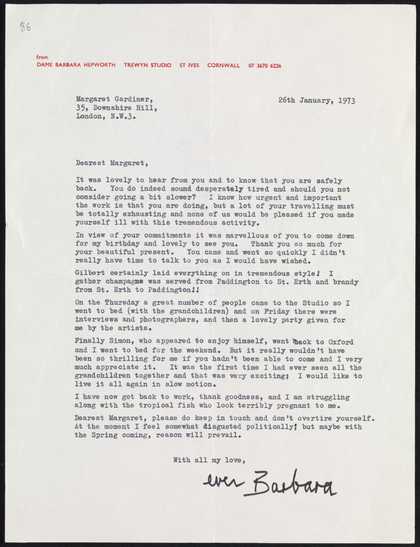 86
from
DAME BARBARA HEPWORTH TREWYN STUDIO ST IVES CORNWALL 07 3670 6226
Margaret Gardiner, 26th January, 1973
35, Downshire Hill,
London, N.W.3.
Dearest Margaret,
It was lovely to hear from you and to know that you are safely
back. You do indeed sound desperately tired and should you not
consider going a bit slower? I know how urgent and important
the work is that you are doing, but a lot of your travelling must
be totally exhausting and none of us would be pleased if you made
yourself ill with this tremendous activity.
In view of your commitments it was marvellous of you to come down
for my birthday and lovely to see you. Thank you so much for
your beautiful present. You came and went so quickly I didn't
really have time to talk to you as I would have wished.
Gilbert certainly laid everything on in tremendous style! I
gather champagne was served from Paddington to St. Erth and brandy
from St. Erth to Paddington!!
On the Thursday a great number of people came to the Studio so I
went to bed (with the grandchildren) and on Friday there were
interviews and photographers, and then a lovely party given for
me by the artists.
Finally Simon, who appeared to enjoy himself, went back to Oxford
and I went to bed for the weekend. But it really wouldn't have
been so thrilling for me if you hadn't been able to come and I very
much appreciate it. It was the first time I had ever seen all the
grandchildren together and that was very exciting; I would like to
live it all again in slow motion.
I have now got back to work, thank goodness, and I am struggling
along with the tropical fish who look terribly pregnant to me.
Dearest Margaret, please do keep in touch and don't overtire yourself.
At the moment I feel somewhat disgusted politically! but maybe with
the Spring coming, reason will prevail.
With all my love,
ever Barbara